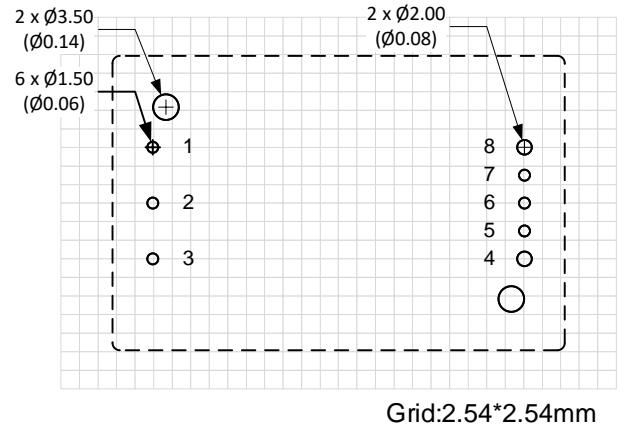 2 x Ø3.50
(Ø0.14)
2 x Ø2.00
(Ø0.08)
6 x Ø1.50
(Ø0.06)
1
8
7
2
6
5
3
4
Grid:2.54*2.54mm